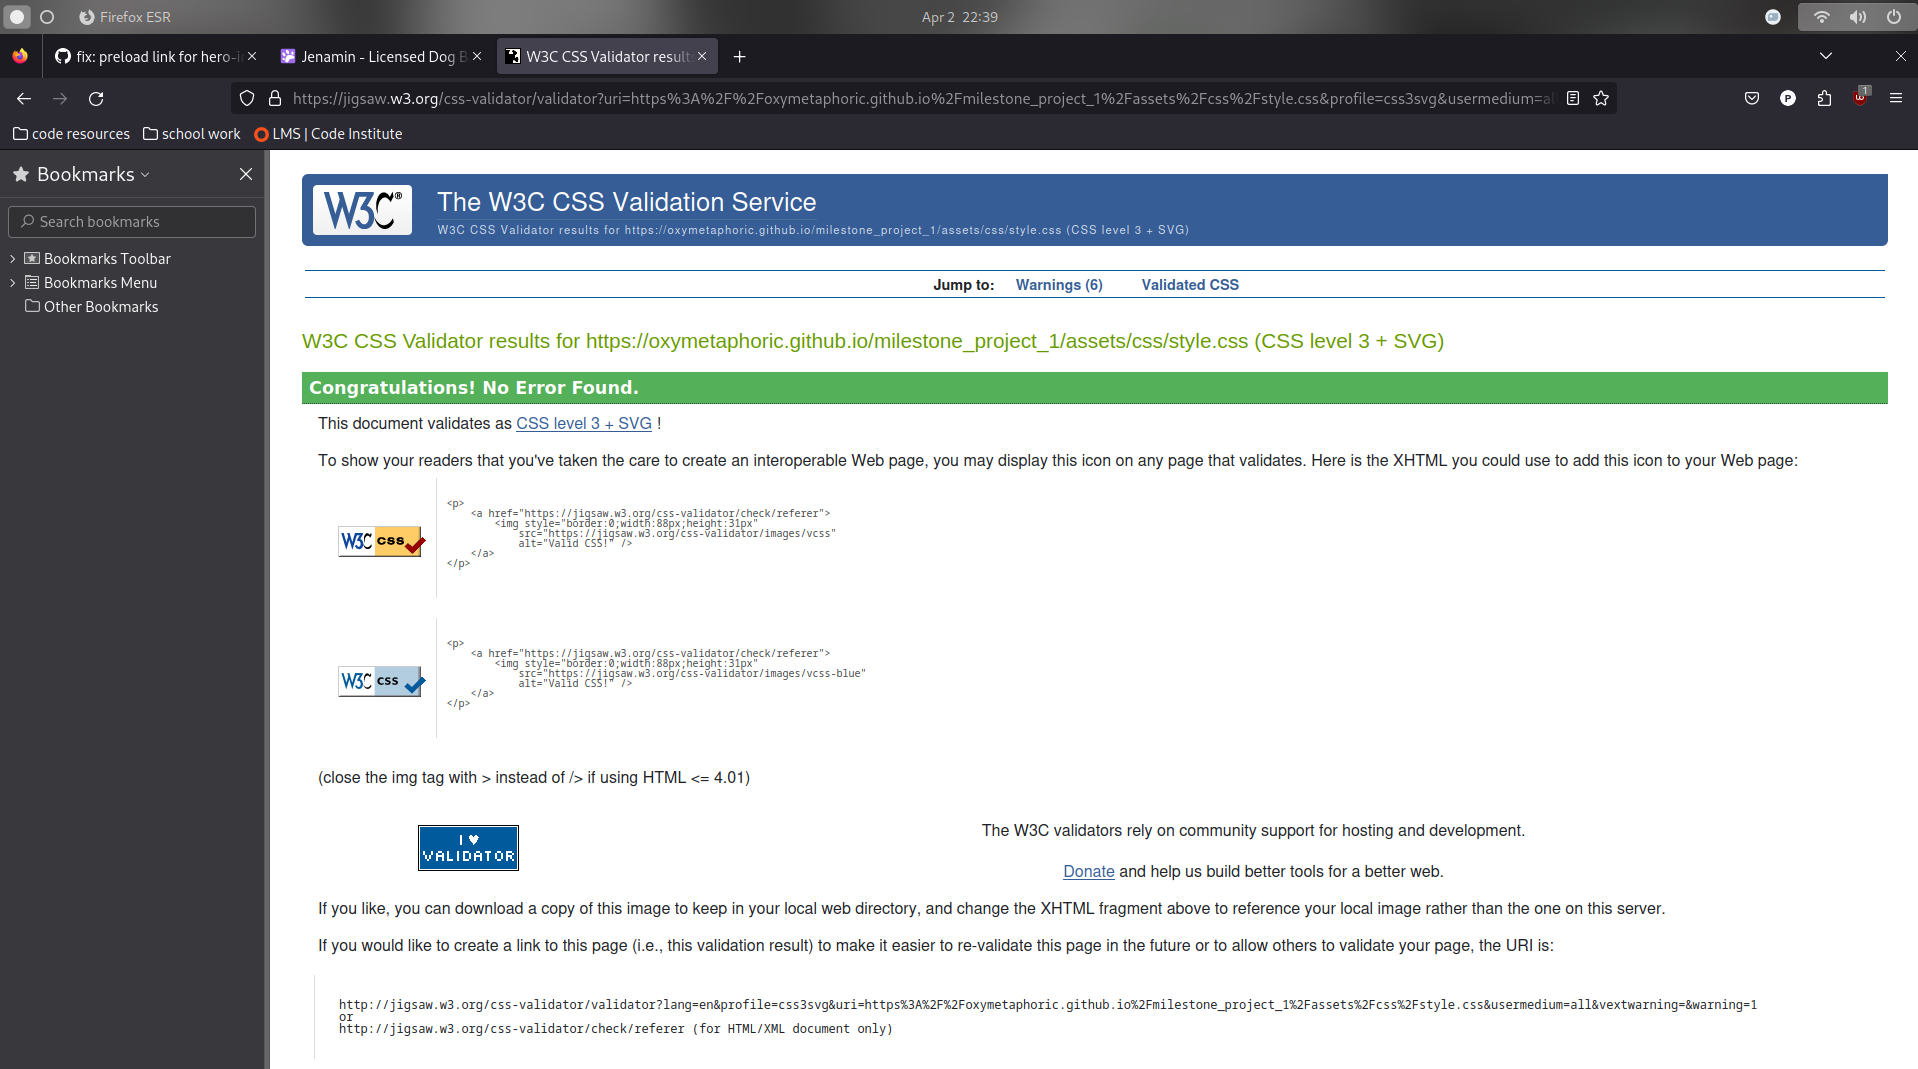 Firefox ESR
Apr 2 22:39
fix: preload link for hero-i
Jenamin - Licensed Dog B
W3C CSS Validator result
https://jigsaw.w3.org/css-validator/validator?uri=https%3A%2F%2Foxymetaphoric.github.io%2Fmilestone_project_1%2Fassets%2Fcss%2Fstyle.css&profile=css3svg&usermedium=al
P
1
code resources
school work
LMS | Code Institute
Bookmarks
Search bookmarks
Bookmarks Toolbar
Bookmarks Menu
Other Bookmarks
W3C®
The W3C CSS Validation Service
W3C CSS Validator results for https://oxymetaphoric.github.io/milestone_project_1/assets/css/style.css (CSS level 3 + SVG)
Jump to: Warnings (6) Validated CSS
W3C CSS Validator results for https://oxymetaphoric.github.io/milestone_project_1/assets/css/style.css (CSS level 3 + SVG)
Congratulations! No Error Found.
This document validates as CSS level 3 + SVG !
To show your readers that you've taken the care to create an interoperable Web page, you may display this icon on any page that validates. Here is the XHTML you could use to add this icon to your Web page:
W3C css
<p>
<a href="https://jigsaw.w3.org/css-validator/check/referer">
<img style="border:0;width:88px;height:31px"
src="https://jigsaw.w3.org/css-validator/images/vcss"
alt="Valid CSS!" />
</a>
</p>
W3C css
<p>
<a href="https://jigsaw.w3.org/css-validator/check/referer">
<img style="border:0;width:88px;height:31px"
src="https://jigsaw.w3.org/css-validator/images/vcss-blue"
alt="Valid CSS!" />
</a>
</p>
(close the img tag with > instead of /> if using HTML <= 4.01)
I ♥
VALIDATOR
The W3C validators rely on community support for hosting and development.
Donate and help us build better tools for a better web.
If you like, you can download a copy of this image to keep in your local web directory, and change the XHTML fragment above to reference your local image rather than the one on this server.
If you would like to create a link to this page (i.e., this validation result) to make it easier to re-validate this page in the future or to allow others to validate your page, the URI is:
http://jigsaw.w3.org/css-validator/validator?lang=en&profile=css3svg&uri=https%3A%2F%2Foxymetaphoric.github.io%2Fmilestone_project_1%2Fassets%2Fcss%2Fstyle.css&usermedium=all&vextwarning=&warning=1
or
http://jigsaw.w3.org/css-validator/check/referer (for HTML/XML document only)